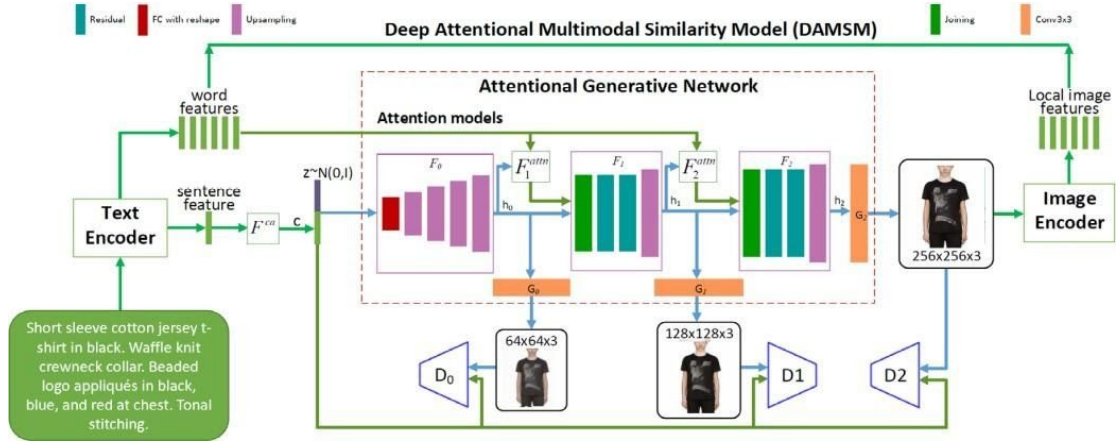 Residual
FC with reshape
Upsampling
Joining
Conv3x3
Deep Attentional Multimodal Similarity Model (DAMSM)
Attentional Generative Network
word
features
Local image
features
Attention models
z~N(0,I)
F₀
F₁ᵃᵗᵗⁿ
F₁
F₂ᵃᵗᵗⁿ
F₂
sentence
feature
Text
Encoder
Fᶜᵃ
c
h₀
h₁
h₂
G₂
256x256x3
Image
Encoder
G₀
G₁
Short sleeve cotton jersey t-
shirt in black. Waffle knit
crewneck collar. Beaded
logo appliqués in black,
blue, and red at chest. Tonal
stitching.
64x64x3
128x128x3
D₀
D1
D2